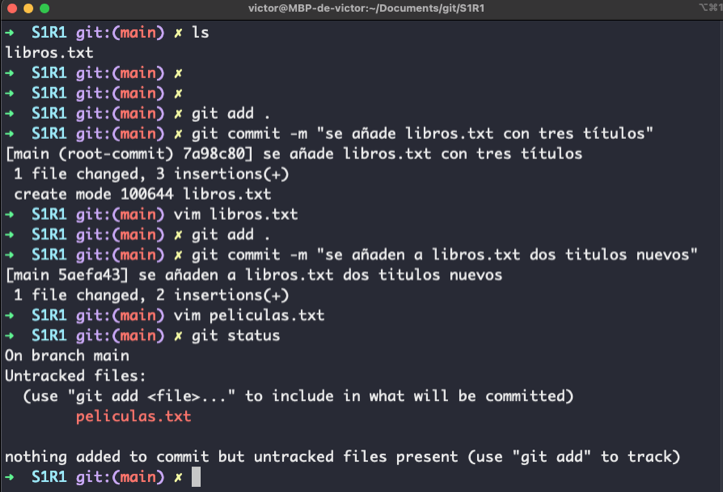 victor@MBP-de-victor:~/Documents/git/S1R1 ⌥⌘1
➜ S1R1 git:(main) ✗ ls
libros.txt
➜ S1R1 git:(main) ✗
➜ S1R1 git:(main) ✗
➜ S1R1 git:(main) ✗ git add .
➜ S1R1 git:(main) ✗ git commit -m "se añade libros.txt con tres títulos"
[main (root-commit) 7a98c80] se añade libros.txt con tres títulos
1 file changed, 3 insertions(+)
create mode 100644 libros.txt
➜ S1R1 git:(main) vim libros.txt
➜ S1R1 git:(main) ✗ git add .
➜ S1R1 git:(main) ✗ git commit -m "se añaden a libros.txt dos titulos nuevos"
[main 5aefa43] se añaden a libros.txt dos titulos nuevos
1 file changed, 2 insertions(+)
➜ S1R1 git:(main) vim peliculas.txt
➜ S1R1 git:(main) ✗ git status
On branch main
Untracked files:
(use "git add <file>..." to include in what will be committed)
peliculas.txt
nothing added to commit but untracked files present (use "git add" to track)
➜ S1R1 git:(main) ✗